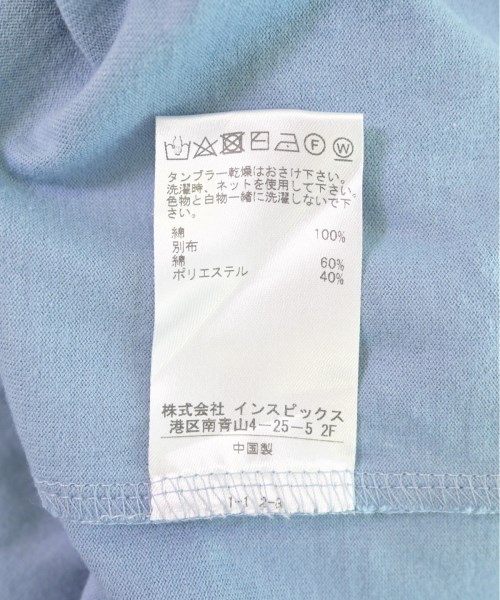 F W
タンブラー乾燥はおさけ下さい。
洗濯時、ネットを使用して下さい。
色物と白物一緒に洗濯しないで下
さい。
綿 100%
別布
綿 60%
ポリエステル 40%
株式会社 インスピックス
港区南青山4-25-5 2F
中国製
1-1 2-3